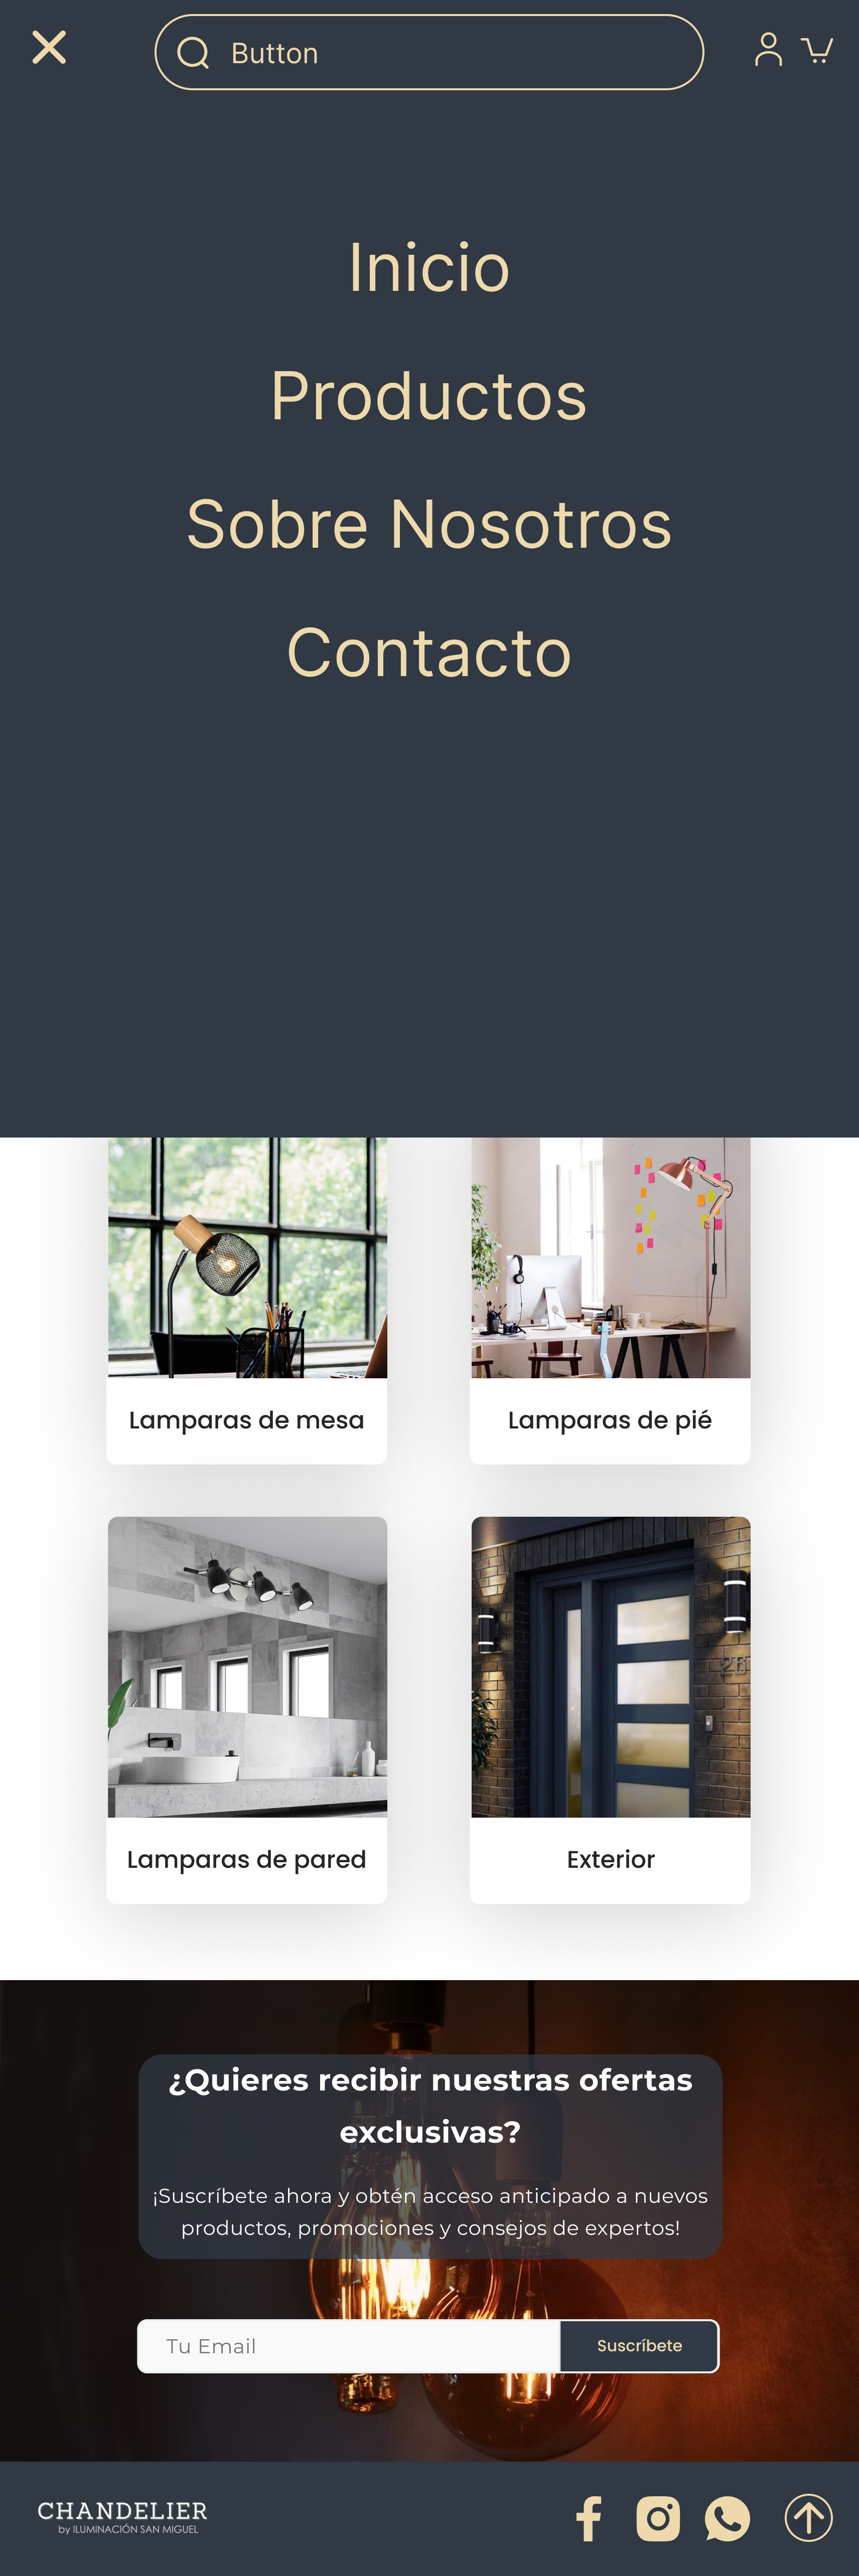 Button
Inicio
Productos
Sobre Nosotros
Contacto
Lamparas de mesa
Lamparas de pié
26
Lamparas de pared
Exterior
¿Quieres recibir nuestras ofertas
exclusivas?
¡Suscríbete ahora y obtén acceso anticipado a nuevos
productos, promociones y consejos de expertos!
Tu Email
Suscríbete
CHANDELIER
by ILUMINACIÓN SAN MIGUEL